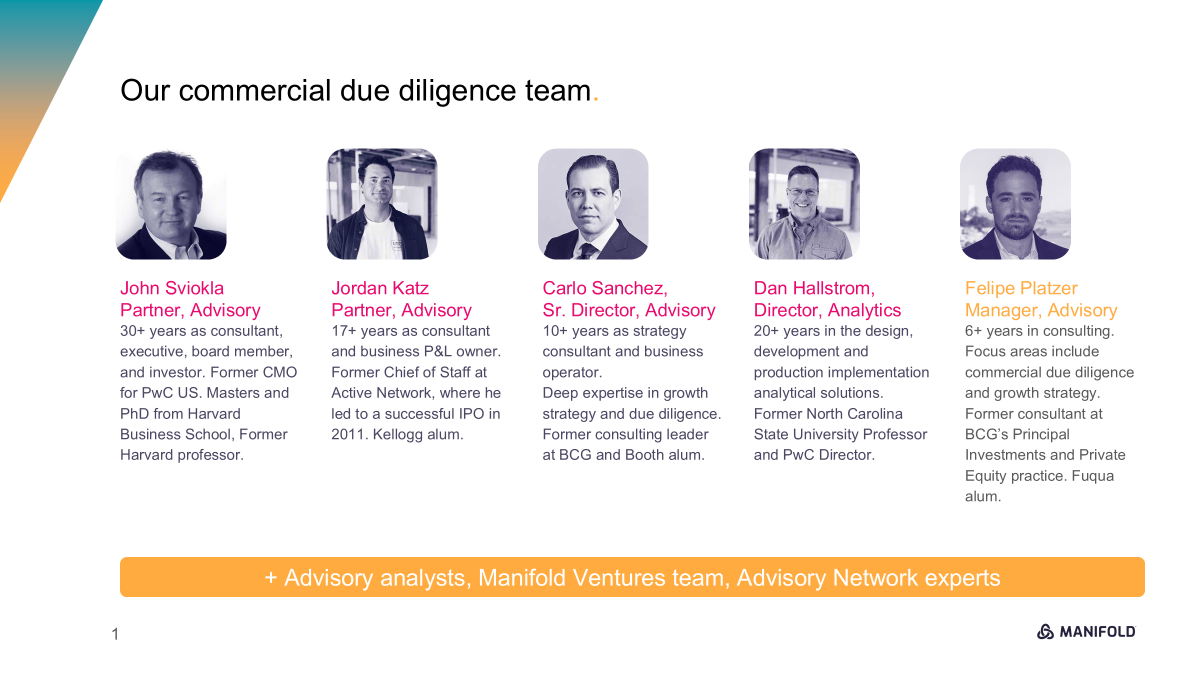 Our commercial due diligence team.
John Sviokla
Partner, Advisory
30+ years as consultant,
executive, board member,
and investor. Former CMO
for PwC US. Masters and
PhD from Harvard
Business School, Former
Harvard professor.
Jordan Katz
Partner, Advisory
17+ years as consultant
and business P&L owner.
Former Chief of Staff at
Active Network, where he
led to a successful IPO in
2011. Kellogg alum.
Carlo Sanchez,
Sr. Director, Advisory
10+ years as strategy
consultant and business
operator.
Deep expertise in growth
strategy and due diligence.
Former consulting leader
at BCG and Booth alum.
Dan Hallstrom,
Director, Analytics
20+ years in the design,
development and
production implementation
analytical solutions.
Former North Carolina
State University Professor
and PwC Director.
Felipe Platzer
Manager, Advisory
6+ years in consulting.
Focus areas include
commercial due diligence
and growth strategy.
Former consultant at
BCG’s Principal
Investments and Private
Equity practice. Fuqua
alum.
+ Advisory analysts, Manifold Ventures team, Advisory Network experts
1
MANIFOLD